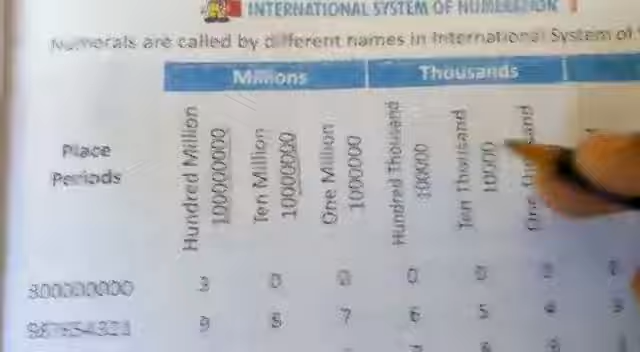 INTERNATIONAL SYSTEM OF NUMERATION
Numerals are called by different names in International System of
Millions Thousands
Place
Periods
Hundred Million
100000000
Ten Million
10000000
One Million
1000000
Hundred Thousand
100000
Ten Thousand
10000
One
300000000 3 0 0 0 0
987654321 9 8 7 6 5